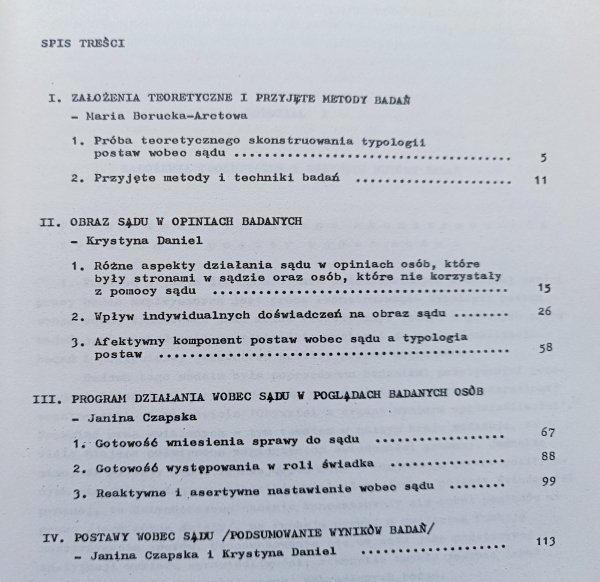 SPIS TREŚCI
I. ZAŁOŻENIA TEORETYCZNE I PRZYJĘTE METODY BADAŃ
- Maria Borucka-Arctowa
1. Próba teoretycznego skonstruowania typologii
postaw wobec sądu ........................................ 5
2. Przyjęte metody i techniki badań ...................... 11
II. OBRAZ SĄDU W OPINIACH BADANYCH
- Krystyna Daniel
1. Różne aspekty działania sądu w opiniach osób, które
były stronami w sądzie oraz osób, które nie korzystały
z pomocy sądu ........................................ 15
2. Wpływ indywidualnych doświadczeń na obraz sądu ....... 26
3. Afektywny komponent postaw wobec sądu a typologia
postaw ............................................... 58
III. PROGRAM DZIAŁANIA WOBEC SĄDU W POGLĄDACH BADANYCH OSÓB
- Janina Czapska
1. Gotowość wniesienia sprawy do sądu ................... 67
2. Gotowość występowania w roli świadka ................. 88
3. Reaktywne i asertywne nastawienie wobec sądu ......... 99
IV. POSTAWY WOBEC SĄDU /PODSUMOWANIE WYNIKÓW BADAŃ/
- Janina Czapska i Krystyna Daniel ..................... 113